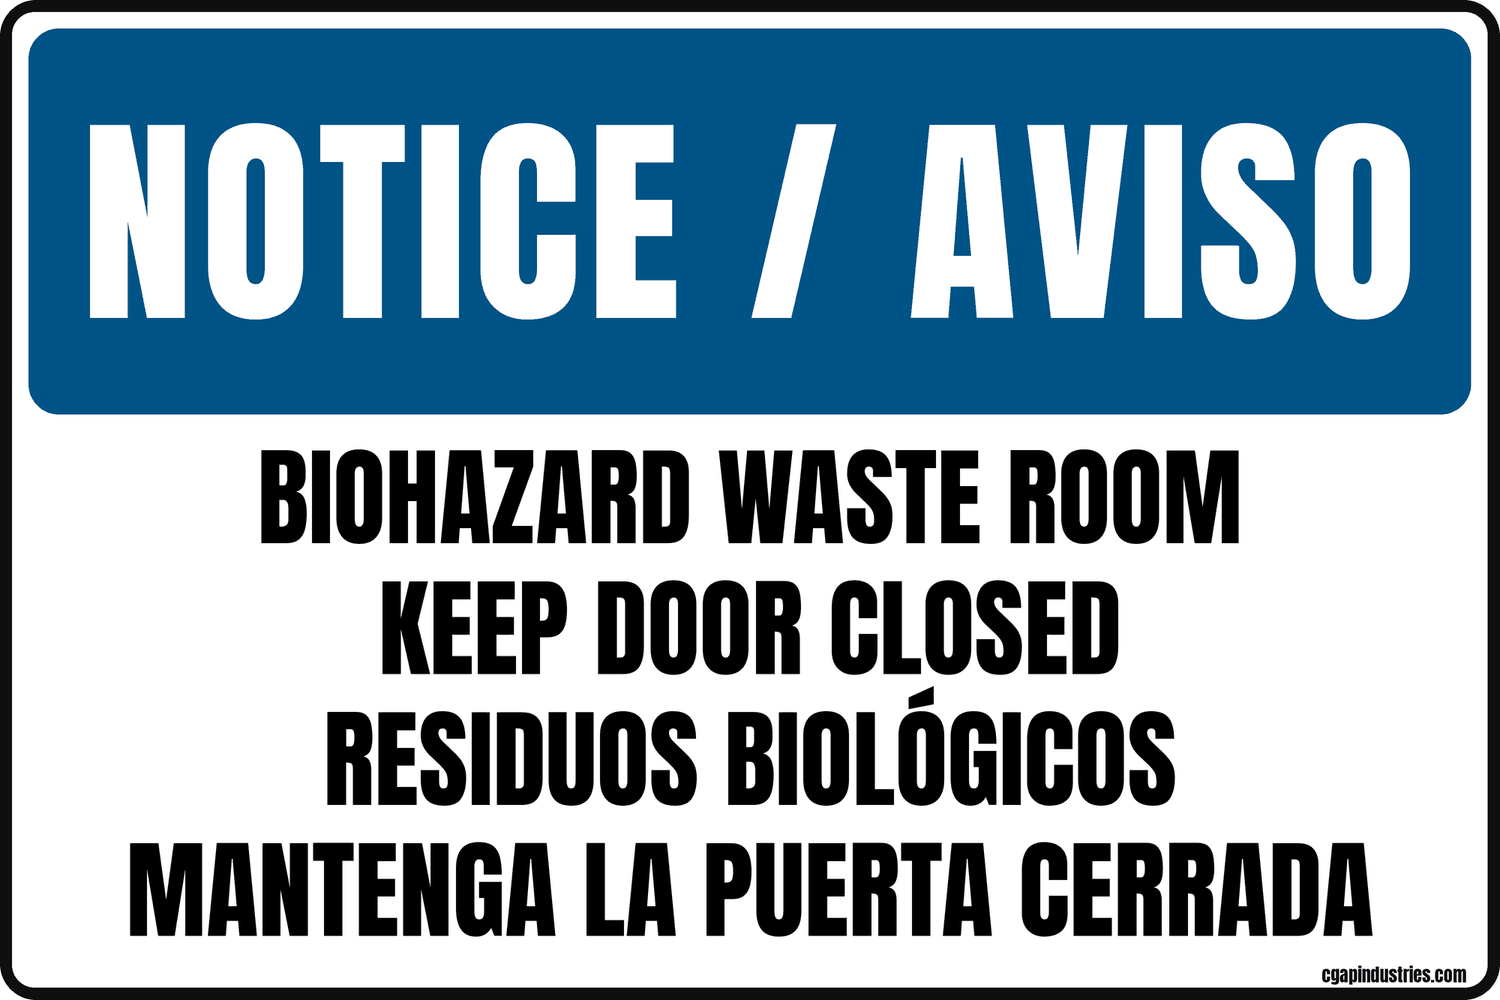 NOTICE / AVISO
BIOHAZARD WASTE ROOM
KEEP DOOR CLOSED
RESIDUOS BIOLÓGICOS
MANTENGA LA PUERTA CERRADA
cgapindustries.com